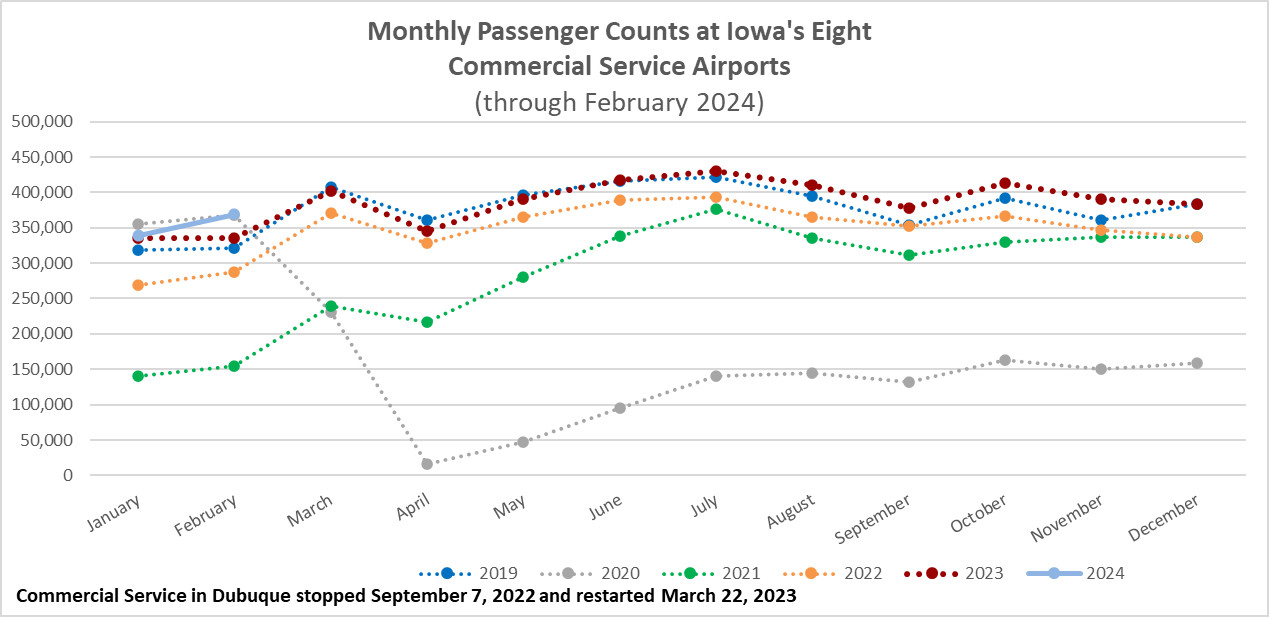 Monthly Passenger Counts at Iowa's Eight
Commercial Service Airports
(through February 2024)
500,000
450,000
400,000
350,000
300,000
250,000
200,000
150,000
100,000
50,000
0
January
February
March
April
May
June
July
August
September
October
November
December
2019
2020
2021
2022
2023
2024
Commercial Service in Dubuque stopped September 7, 2022 and restarted March 22, 2023